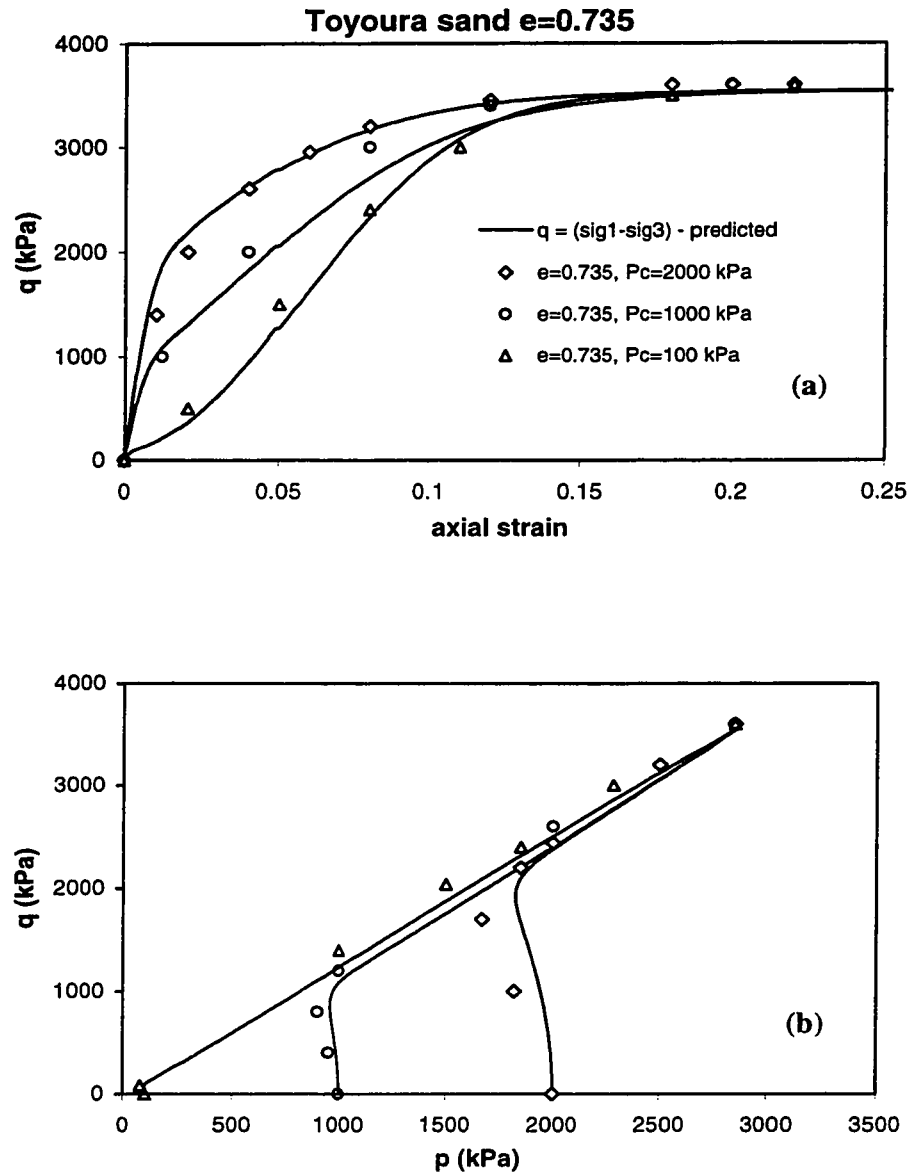 Toyoura sand e=0.735
4000
3000
2000
1000
0
q (kPa)
q = (sig1-sig3) - predicted
e=0.735, Pc=2000 kPa
e=0.735, Pc=1000 kPa
e=0.735, Pc=100 kPa
(a)
0 0.05 0.1 0.15 0.2 0.25
axial strain
4000
3000
2000
1000
0
q (kPa)
(b)
0 500 1000 1500 2000 2500 3000 3500
p (kPa)